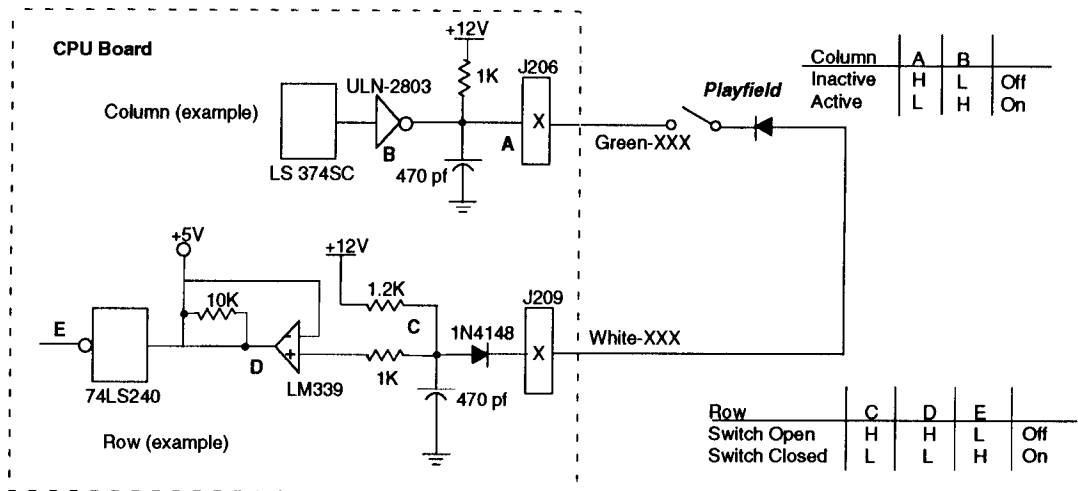 CPU Board
Column (example)
LS 374SC
ULN-2803
B
+12V
1K
470 pf
J206
A
X
Green-XXX
Playfield
Column A B
Inactive H L Off
Active L H On
+5V
10K
E
74LS240
D
LM339
-
+
+12V
1.2K
C
1K
470 pf
1N4148
J209
X
White-XXX
Row (example)
Row C D E
Switch Open H H L Off
Switch Closed L L H On